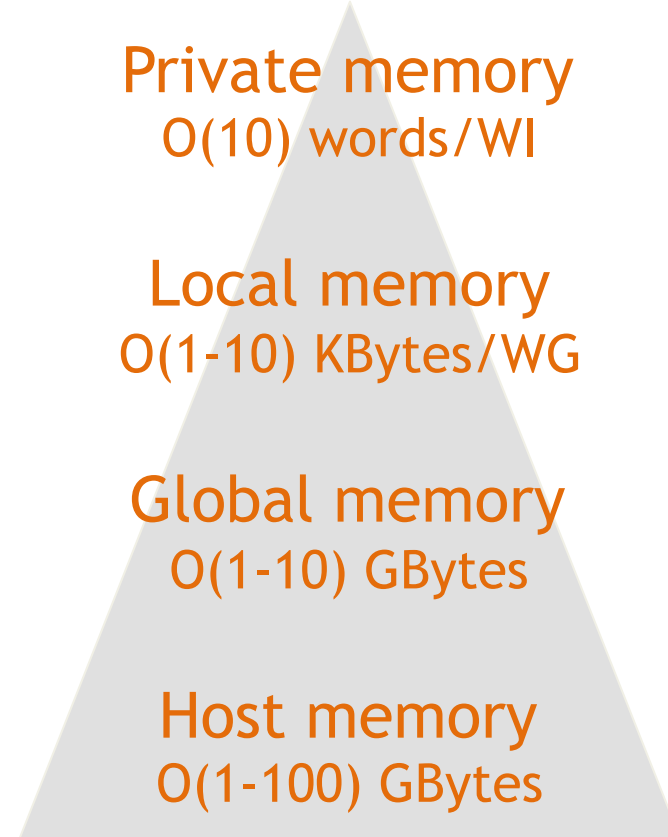 Private memory
O(10) words/WI
Local memory
O(1-10) KBytes/WG
Global memory
O(1-10) GBytes
Host memory
O(1-100) GBytes